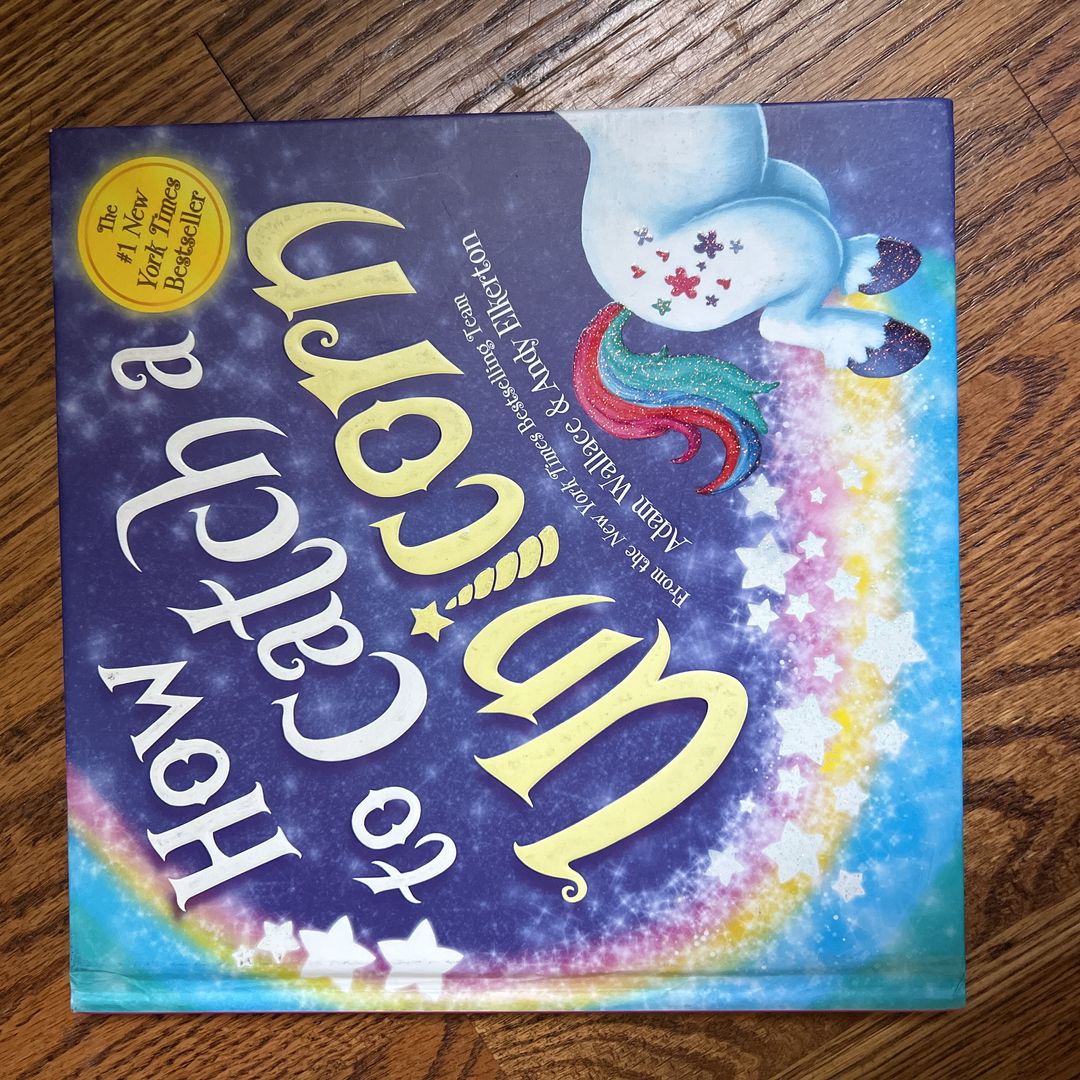 The
#1 New
York Times
Bestseller
How
to Catch a
Unicorn
From the New York Times Bestselling Team
Adam Wallace & Andy Elkerton